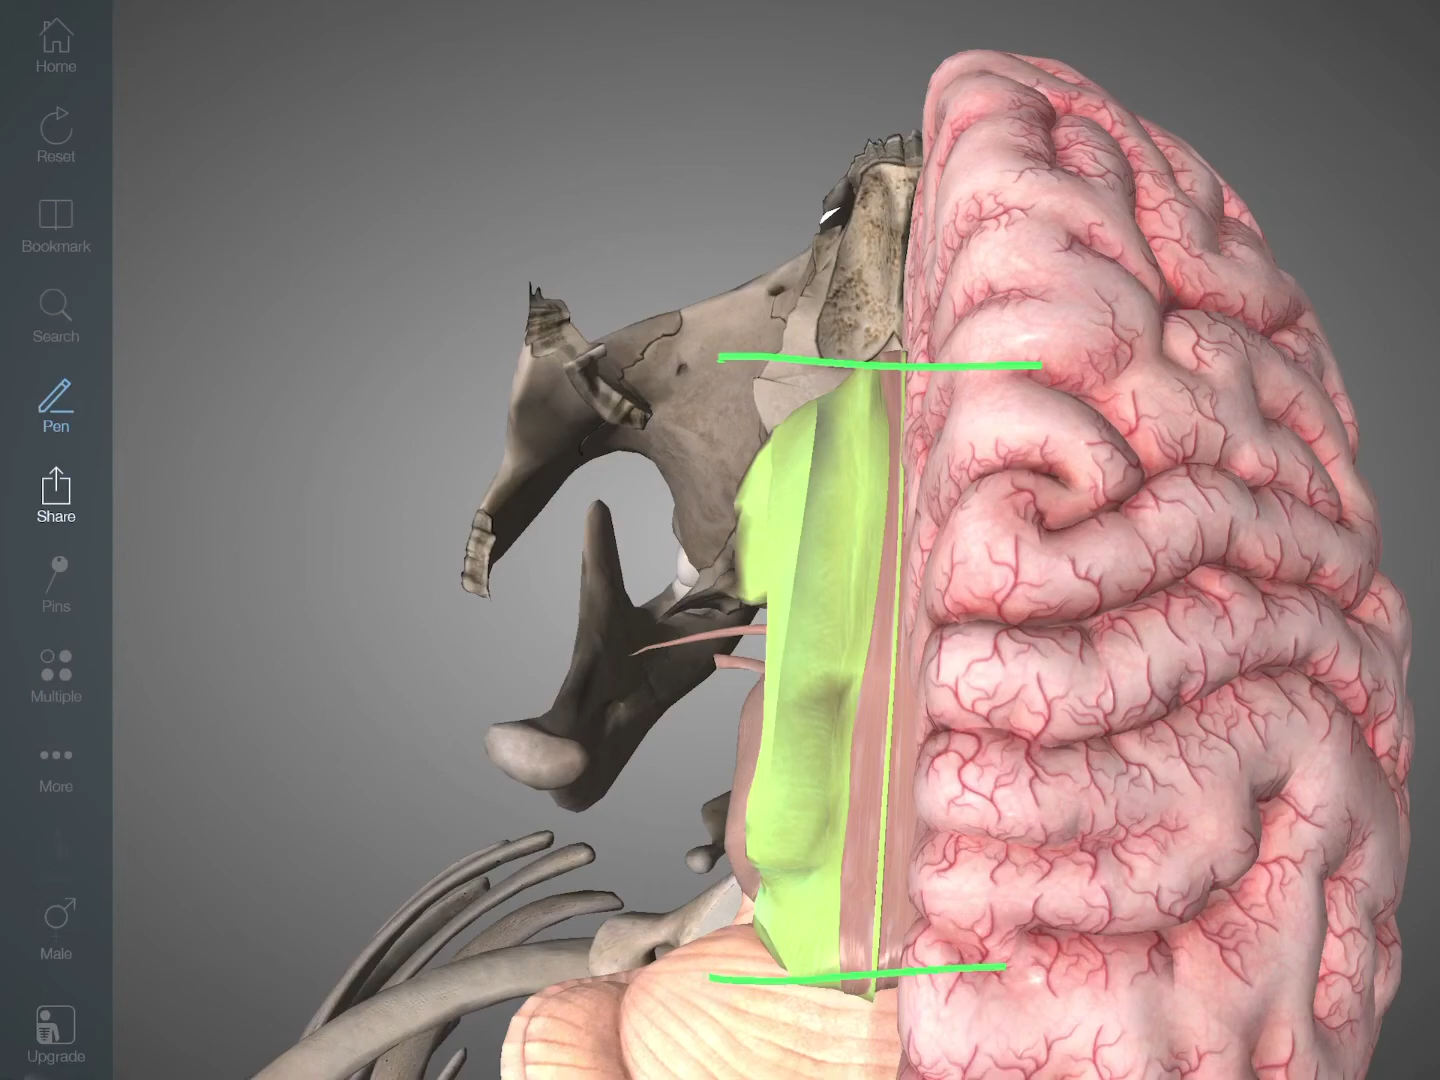 Home
Reset
Bookmark
Search
Pen
Share
Pins
Multiple
More
Male
Upgrade